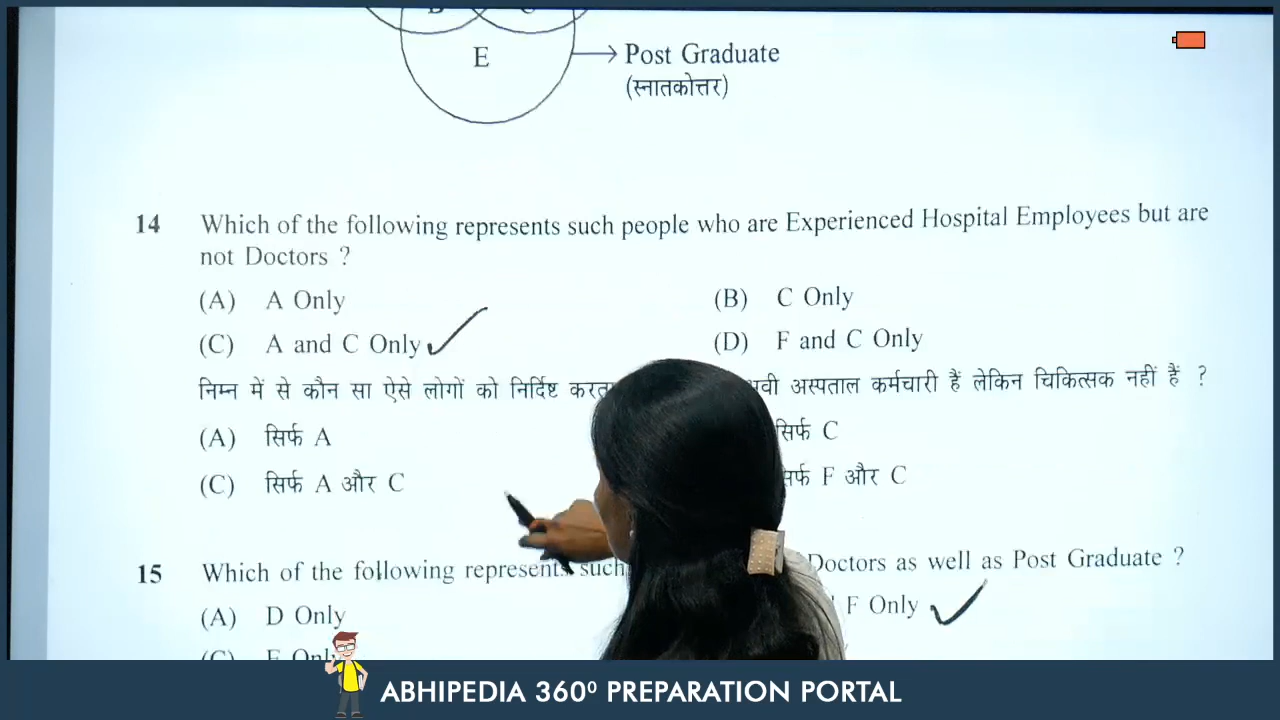 E
Post Graduate
(स्नातकोत्तर)
14 Which of the following represents such people who are Experienced Hospital Employees but are
not Doctors ?
(A) A Only (B) C Only
(C) A and C Only (D) F and C Only
निम्न में से कौन सा ऐसे लोगों को निर्दिष्ट अस्पताल कर्मचारी हैं लेकिन चिकित्सक नहीं हैं ?
(A) सिर्फ A सिर्फ C
(C) सिर्फ A और C F और C
15 Which of the following represents such Doctors as well as Post Graduate ?
(A) D Only F Only
ABHIPEDIA 360⁰ PREPARATION PORTAL